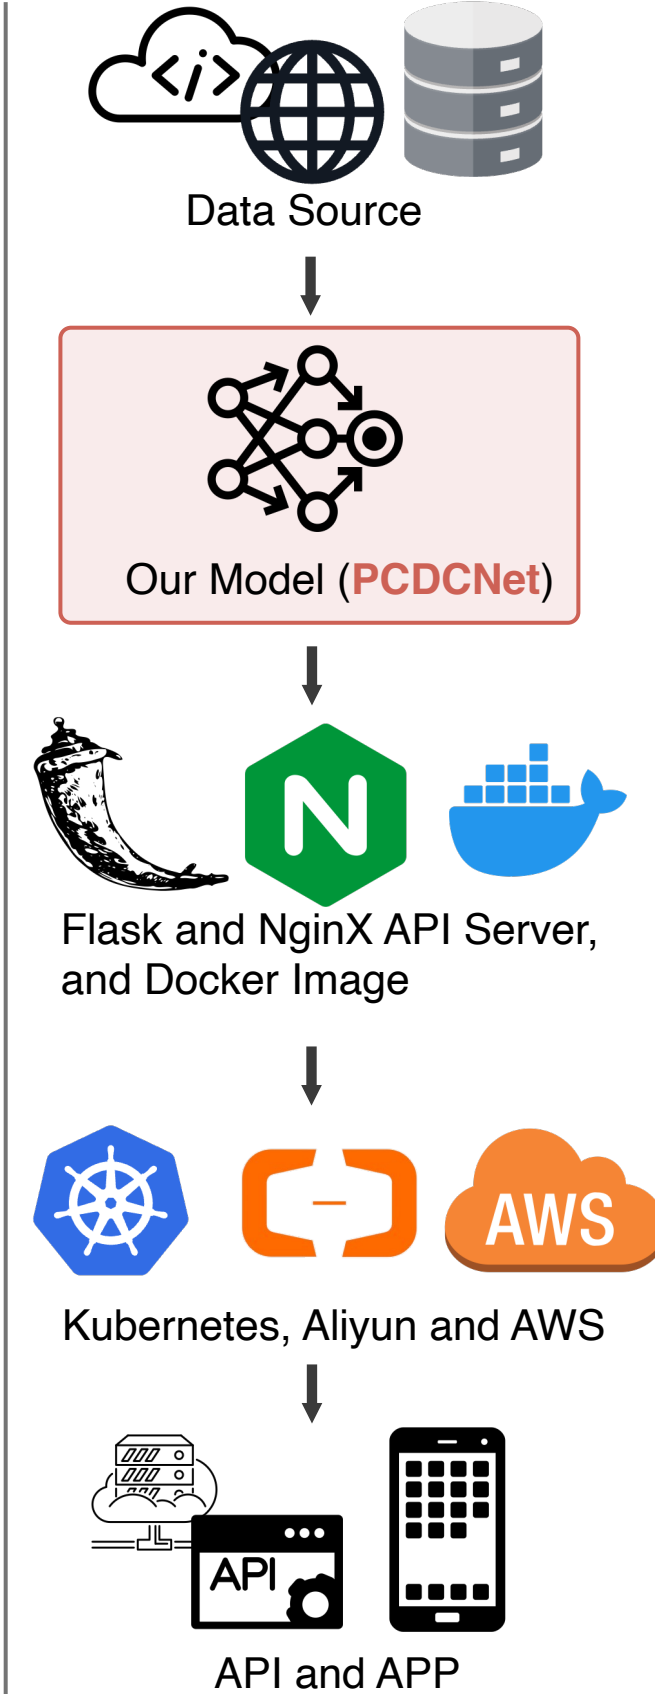 </i>
Data Source
Our Model (PCDCNet)
N
Flask and NginX API Server,
and Docker Image
AWS
Kubernetes, Aliyun and AWS
API
API and APP